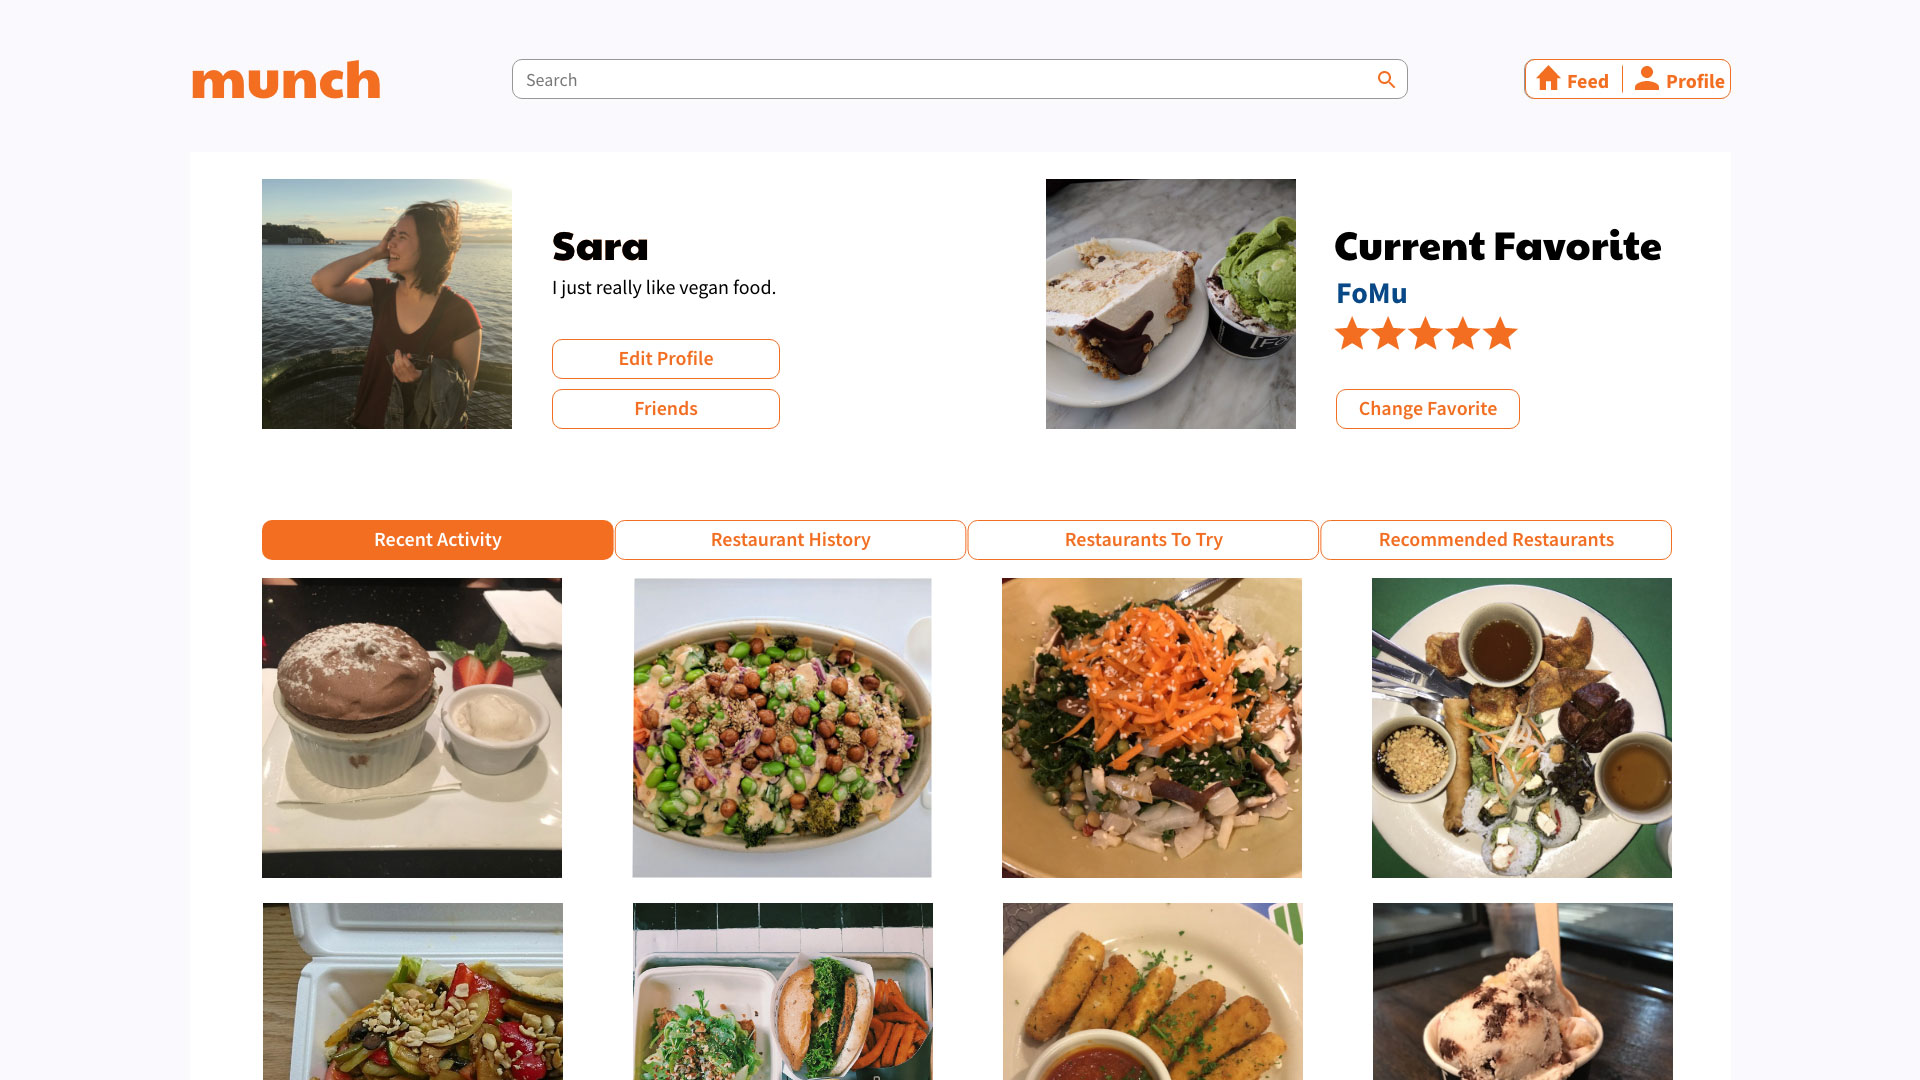 munch
Search
Feed
Profile
Sara
I just really like vegan food.
Edit Profile
Friends
Current Favorite
FoMu
Change Favorite
Recent Activity
Restaurant History
Restaurants To Try
Recommended Restaurants